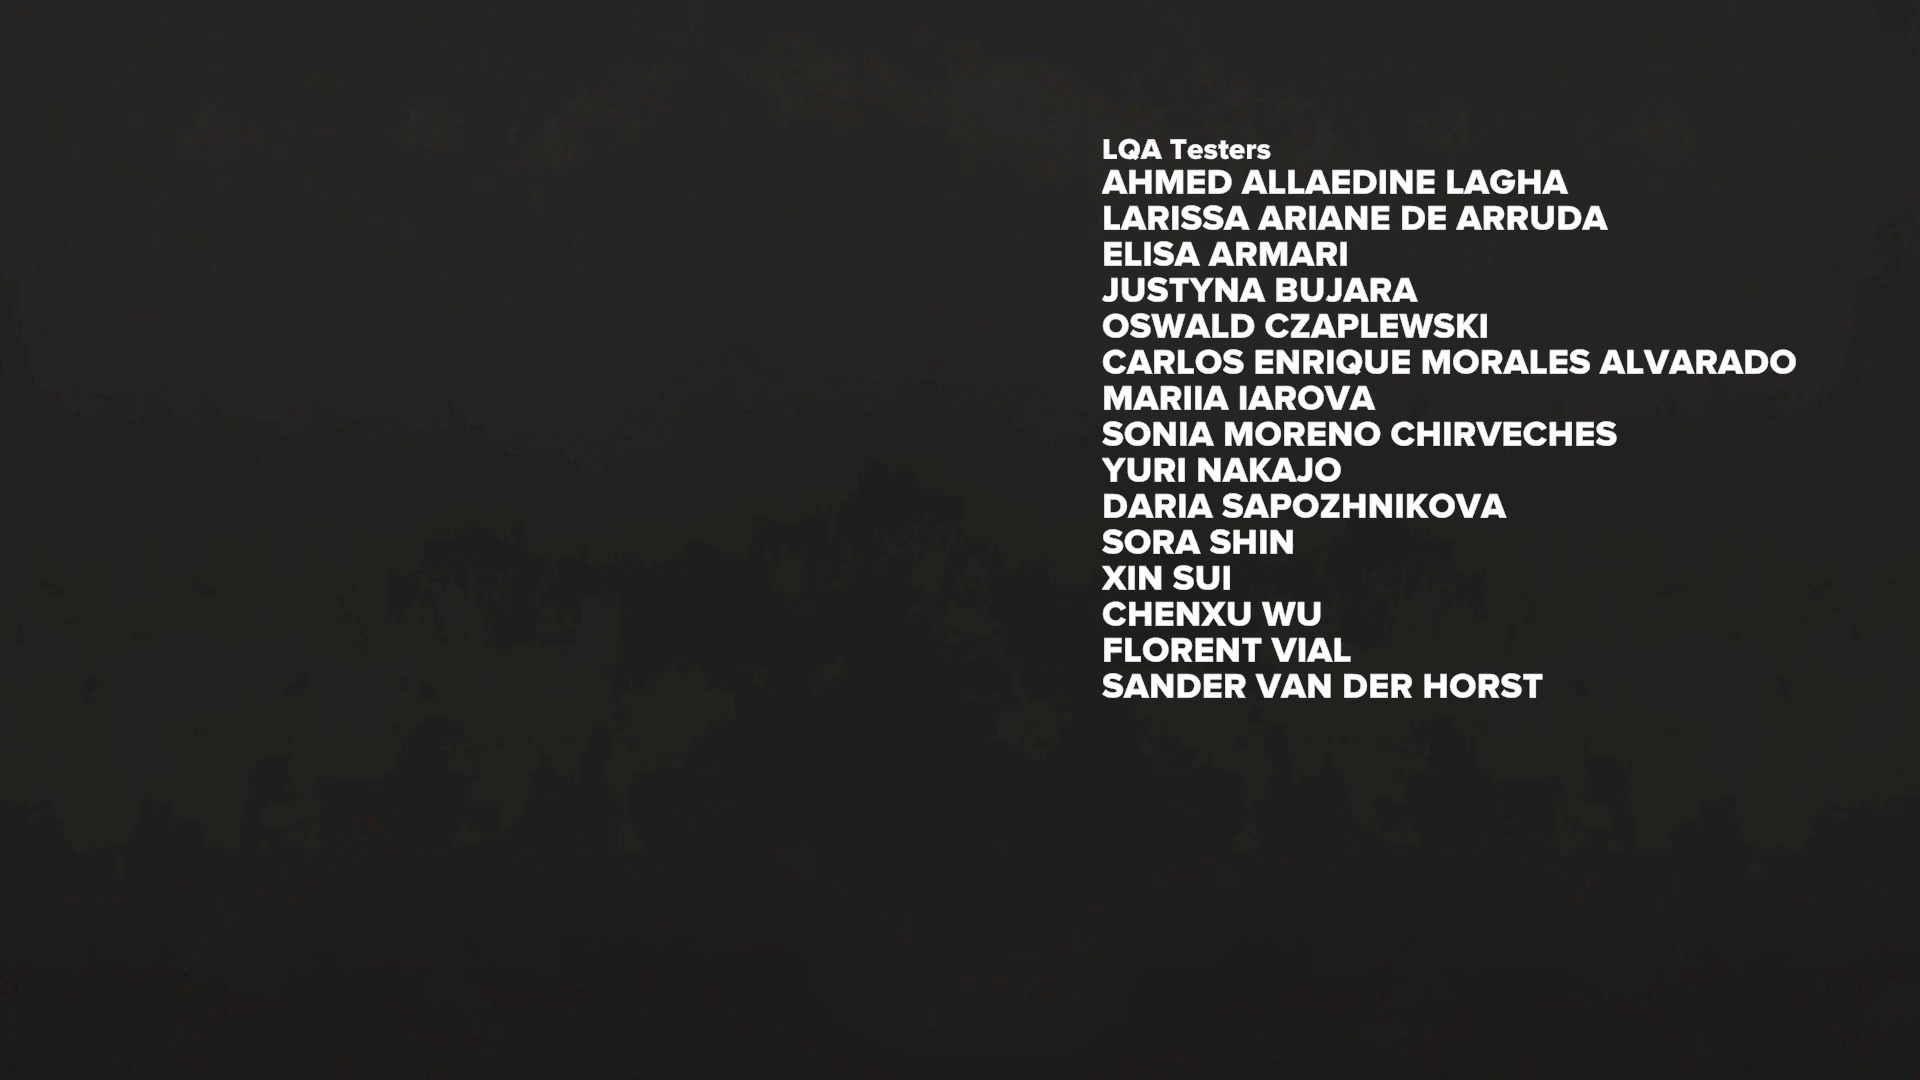 LQA Testers
AHMED ALLAEDINE LAGHA
LARISSA ARIANE DE ARRUDA
ELISA ARMARI
JUSTYNA BUJARA
OSWALD CZAPLEWSKI
CARLOS ENRIQUE MORALES ALVARADO
MARIIA IAROVA
SONIA MORENO CHIRVECHES
YURI NAKAJO
DARIA SAPOZHNIKOVA
SORA SHIN
XIN SUI
CHENXU WU
FLORENT VIAL
SANDER VAN DER HORST